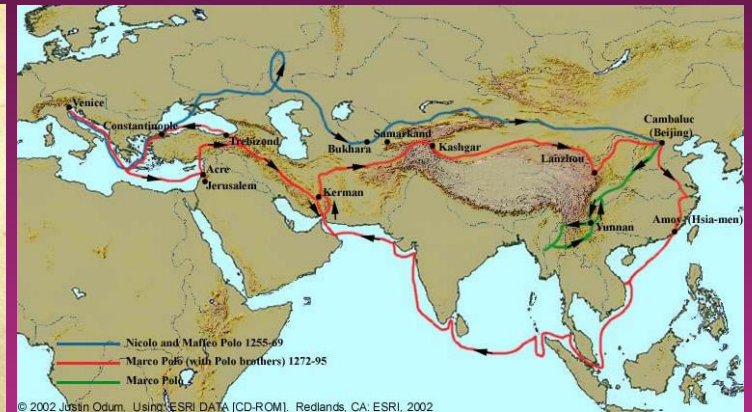 Venice
Constantinople
Trebizond
Bukhara
Samarkand
Kashgar
Cambaluc
(Beijing)
Lanzhou
Acre
Jerusalem
Kerman
Yunnan
Amoy (Hsia-men)
Nicolo and Maffeo Polo 1255-69
Marco Polo (with Polo brothers) 1272-95
Marco Polo
© 2002 Justin Odum. Using: ESRI DATA [CD-ROM]. Redlands, CA: ESRI, 2002